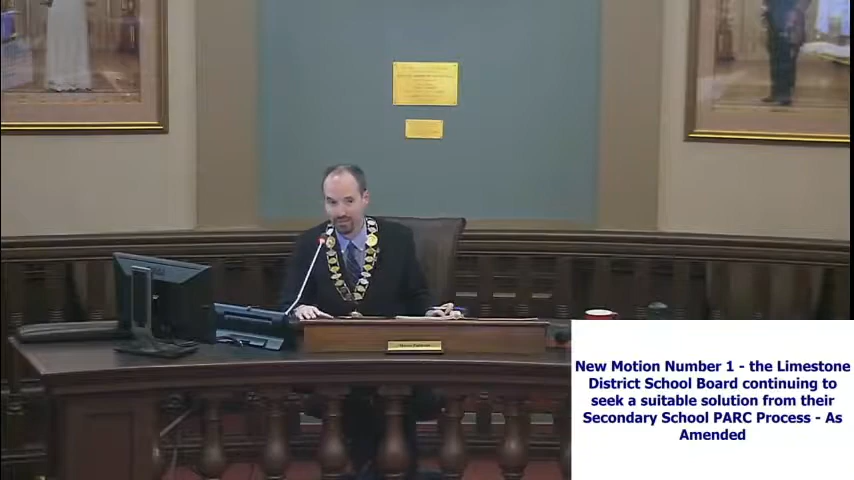 New Motion Number 1 - the Limestone
District School Board continuing to
seek a suitable solution from their
Secondary School PARC Process - As
Amended